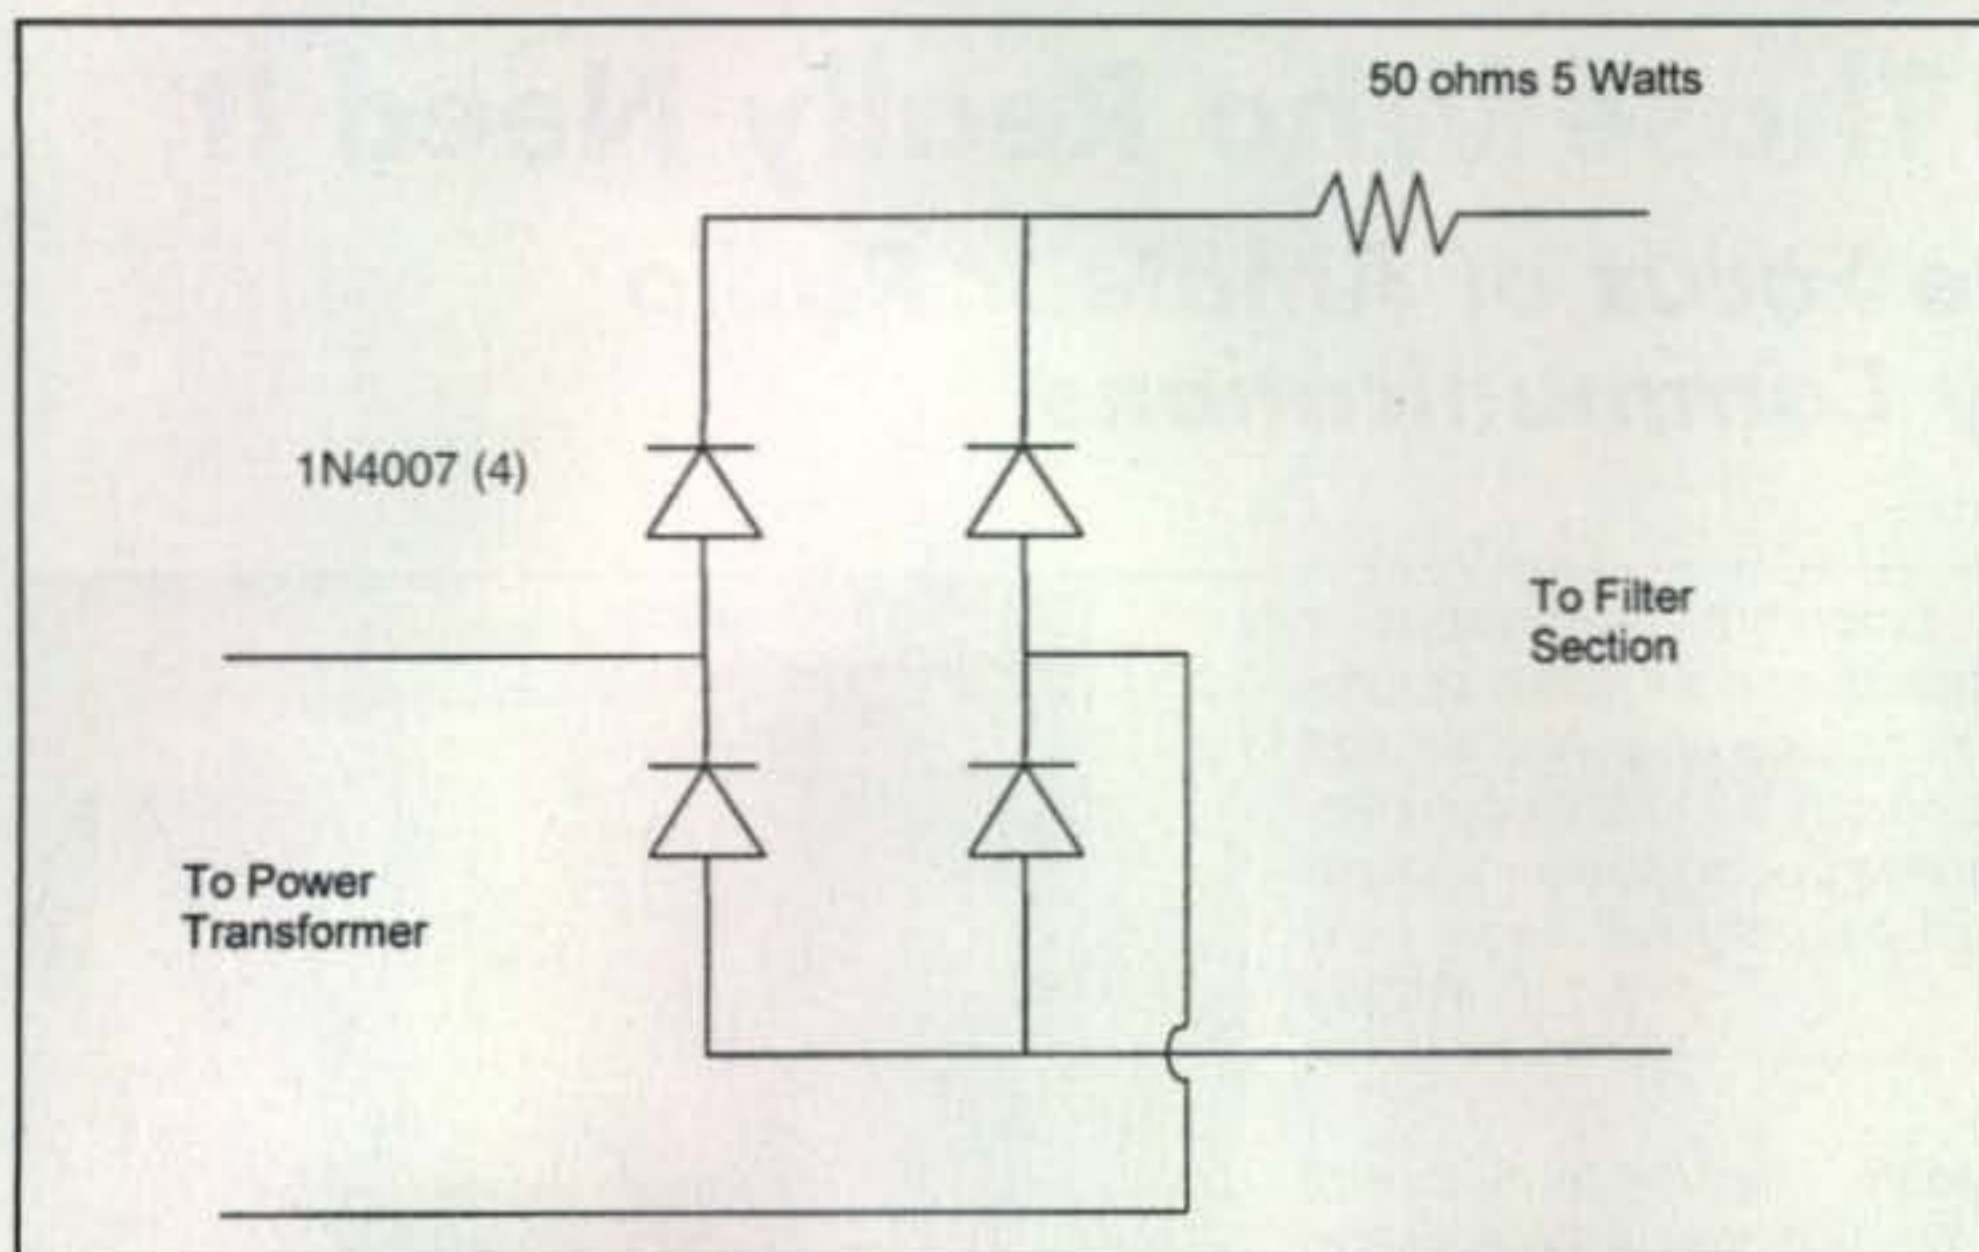 50 ohms 5 Watts
1N4007 (4)
To Filter
Section
To Power
Transformer